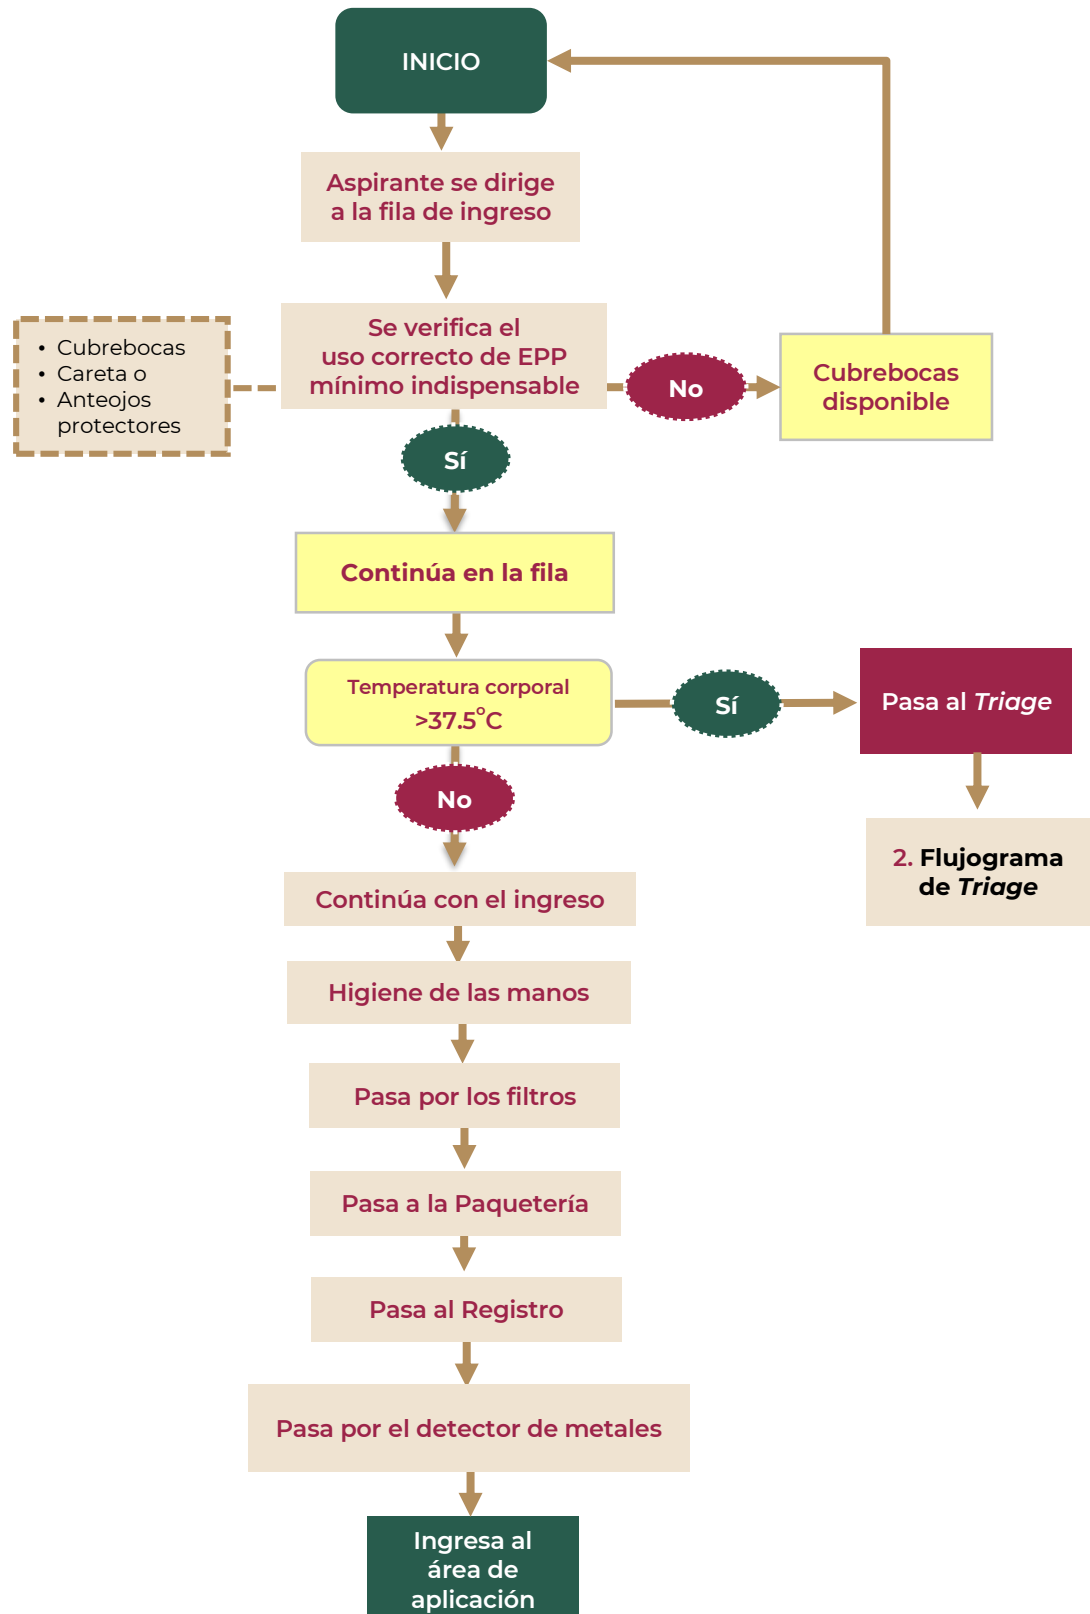 INICIO
Aspirante se dirige
a la fila de ingreso
• Cubrebocas
• Careta o
• Anteojos
protectores
Se verifica el
uso correcto de EPP
mínimo indispensable
No
Cubrebocas
disponible
Sí
Continúa en la fila
Temperatura corporal
>37.5°C
Sí
Pasa al Triage
No
2. Flujograma
de Triage
Continúa con el ingreso
Higiene de las manos
Pasa por los filtros
Pasa a la Paquetería
Pasa al Registro
Pasa por el detector de metales
Ingresa al
área de
aplicación